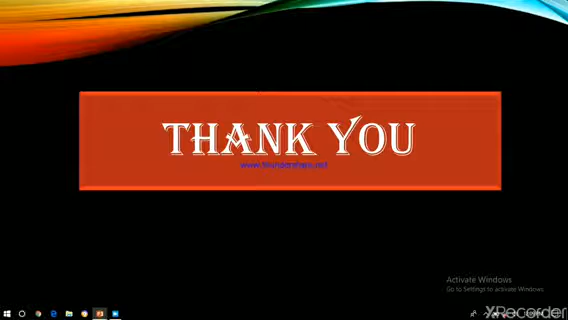 THANK YOU
Activate Windows
Go to Settings to activate Windows.
XRecorder